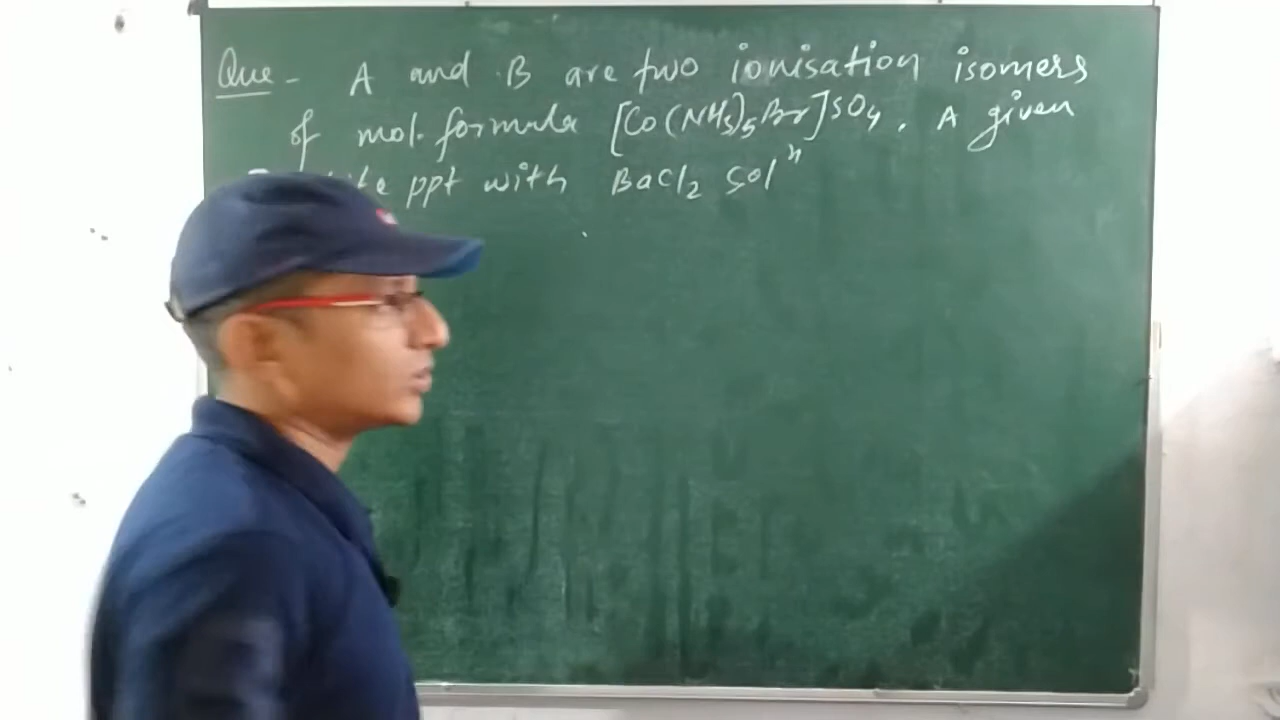 Que - A and B are two ionisation isomers
of mol. formula [Co(NH3)5Br]SO4. A given
ppt with BaCl2 solⁿ